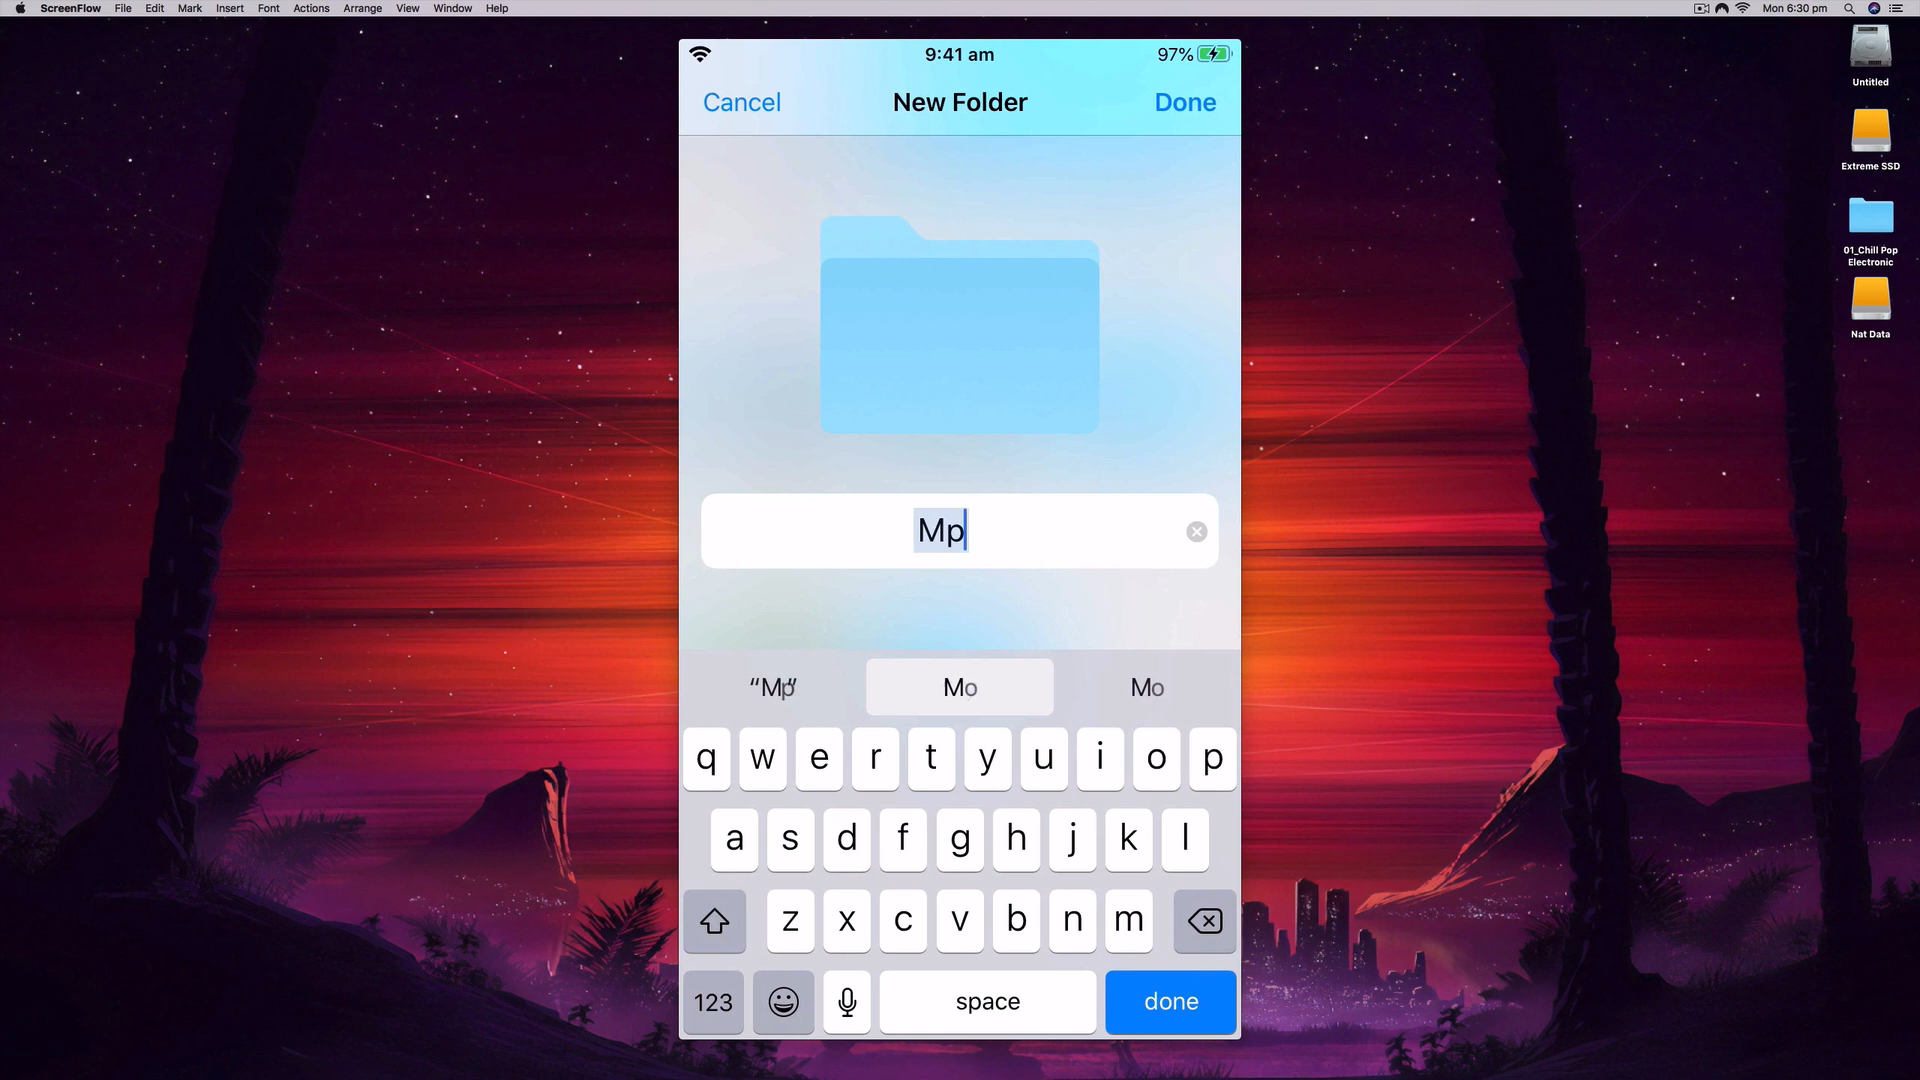 ScreenFlow File Edit Mark Insert Font Actions Arrange View Window Help Mon 6:30 pm
Untitled
Extreme SSD
01_Chill Pop
Electronic
Nat Data
9:41 am 97%
Cancel New Folder Done
Mp
“Mp” Mo Mo
q w e r t y u i o p
a s d f g h j k l
z x c v b n m
123 space done